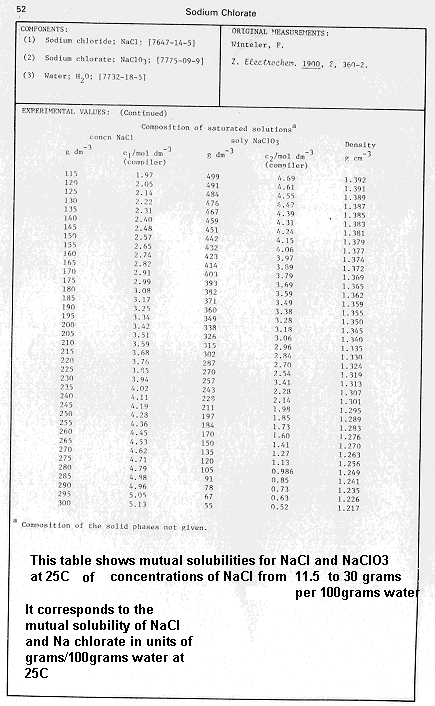 52 Sodium Chlorate
COMPONENTS:
(1) Sodium chloride; NaCl; [7647-14-5]
(2) Sodium chlorate; NaClO3; [7775-09-9]
(3) Water; H2O; [7732-18-5]
ORIGINAL MEASUREMENTS:
Winteler, F.
Z. Electrochem. 1900, 7, 360-2.
EXPERIMENTAL VALUES: (Continued)
Composition of saturated solutions a
concn NaCl soly NaClO3 Density
g dm-3 c1/mol dm-3 g dm-3 c2/mol dm-3 g cm-3
(compiler) (compiler)
115 1.97 499 4.69 1.392
120 2.05 491 4.61 1.391
125 2.14 484 4.55 1.389
130 2.22 476 4.47 1.387
135 2.31 467 4.39 1.385
140 2.40 459 4.31 1.383
145 2.48 451 4.24 1.381
150 2.57 442 4.15 1.379
155 2.65 432 4.06 1.377
160 2.74 423 3.97 1.374
165 2.82 414 3.89 1.372
170 2.91 403 3.79 1.369
175 2.99 393 3.69 1.365
180 3.08 382 3.59 1.362
185 3.17 371 3.49 1.359
190 3.25 360 3.38 1.355
195 3.34 349 3.28 1.350
200 3.42 338 3.18 1.345
205 3.51 326 3.06 1.340
210 3.59 315 2.96 1.335
215 3.68 302 2.84 1.330
220 3.76 287 2.70 1.324
225 3.85 270 2.54 1.319
230 3.94 257 3.41 1.313
235 4.02 243 2.28 1.307
240 4.11 228 2.14 1.301
245 4.19 211 1.98 1.295
250 4.28 197 1.85 1.289
255 4.36 184 1.73 1.283
260 4.45 170 1.60 1.276
265 4.53 150 1.41 1.270
270 4.62 135 1.27 1.263
275 4.71 120 1.13 1.256
280 4.79 105 0.986 1.249
285 4.88 91 0.85 1.241
290 4.96 78 0.73 1.235
295 5.05 67 0.63 1.226
300 5.13 55 0.52 1.217
a Composition of the solid phases not given.
This table shows mutual solubilities for NaCl and NaClO3
at 25C of concentrations of NaCl from 11.5 to 30 grams
per 100grams water
It corresponds to the
mutual solubility of NaCl
and Na chlorate in units of
grams/100grams water at
25C